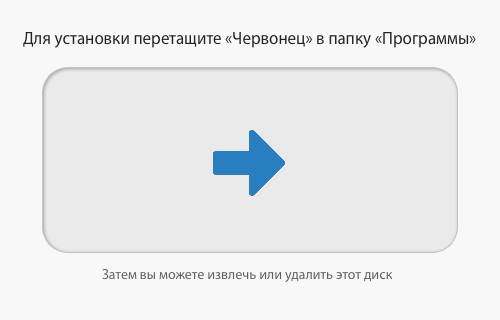 Для установки перетащите «Червонец» в папку «Программы»
Затем вы можете извлечь или удалить этот диск